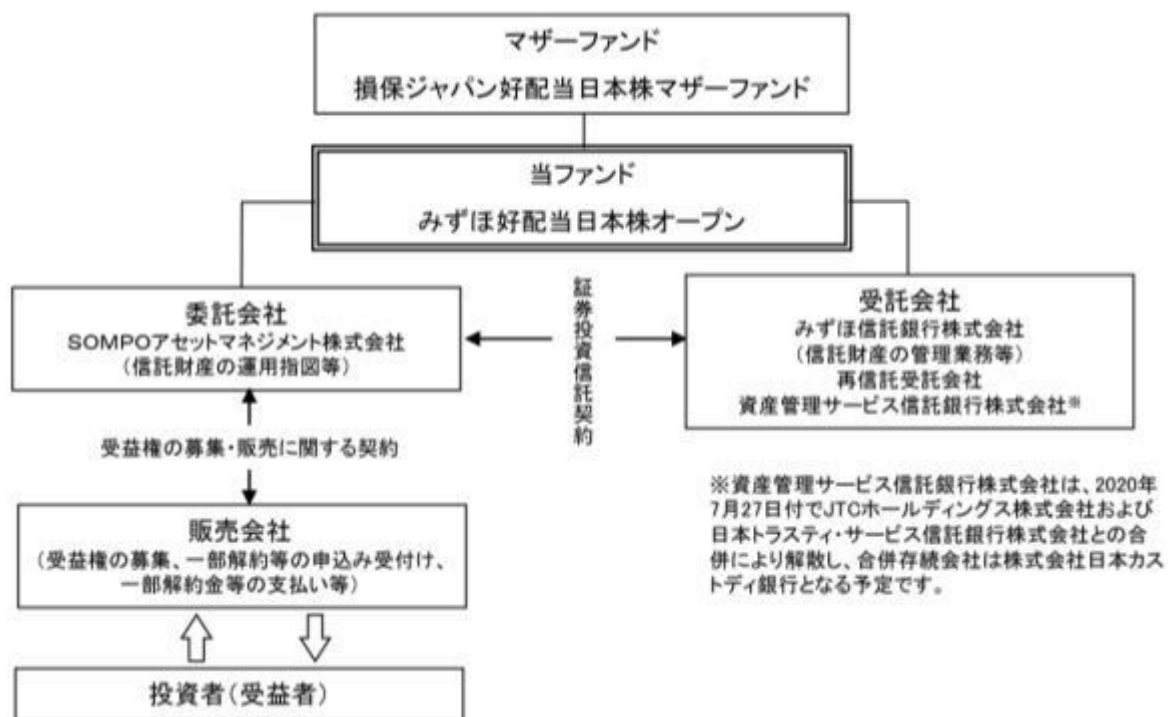 マザーファンド
損保ジャパン好配当日本株マザーファンド
当ファンド
みずほ好配当日本株オープン
委託会社
SOMPOアセットマネジメント株式会社
(信託財産の運用指図等)
証券投資信託契約
受託会社
みずほ信託銀行株式会社
(信託財産の管理業務等)
再信託受託会社
資産管理サービス信託銀行株式会社※
受益権の募集・販売に関する契約
販売会社
(受益権の募集、一部解約等の申込み受付け、
一部解約金等の支払い等)
※資産管理サービス信託銀行株式会社は、2020年
7月27日付でJTCホールディングス株式会社および
日本トラスティ・サービス信託銀行株式会社との合
併により解散し、合併存続会社は株式会社日本カス
トディ銀行となる予定です。
投資者(受益者)